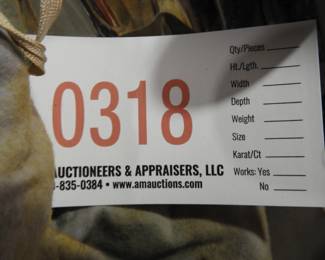 0318
Qty/Pieces
Ht./Lgth.
Width
Depth
Weight
Size
Karat/Ct
Works: Yes
No
AUCTIONEERS & APPRAISERS, LLC
-835-0384 • www.amauctions.com